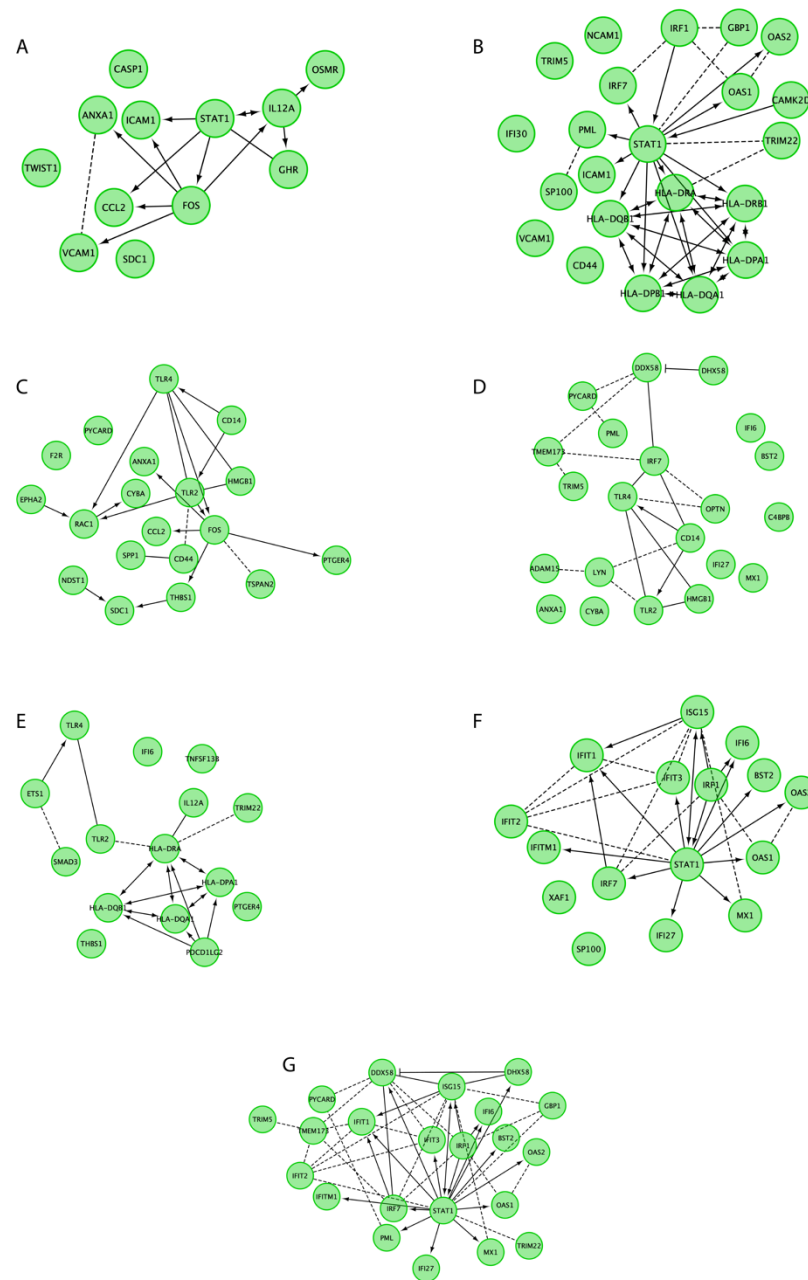 A
CASP1
OSMR
ANXA1
ICAM1
STAT1
IL12A
GHR
TWIST1
CCL2
FOS
VCAM1
SDC1
B
NCAM1
IRF1
GBP1
OAS2
TRIM5
IRF7
OAS1
CAMK2D
IFI30
PML
STAT1
TRIM22
ICAM1
SP100
HLA-DRA
HLA-DRB1
HLA-DQB1
VCAM1
HLA-DPA1
CD44
HLA-DPB1
HLA-DQA1
C
TLR4
PYCARD
CD14
F2R
ANXA1
HMGB1
EPHA2
CYBA
TLR2
RAC1
FOS
CCL2
SPP1
CD44
PTGER4
NDST1
TSPAN2
SDC1
THBS1
D
DDX58
DHX58
PYCARD
PML
IFI6
TMEM173
IRF7
BST2
TRIM5
TLR4
OPTN
C4BPB
CD14
ADAM15
LYN
IFI27
MX1
ANXA1
CYBA
TLR2
HMGB1
E
TLR4
IFI6
TNFSF13B
ETS1
IL12A
TRIM22
TLR2
HLA-DRA
SMAD3
HLA-DPA1
HLA-DQB1
HLA-DQA1
PTGER4
THBS1
PDCD1LG2
F
ISG15
IFIT1
IFI6
IFIT3
IRP1
BST2
OAS2
IFIT2
IFITM1
STAT1
OAS1
XAF1
IRF7
MX1
SP100
IFI27
G
DDX58
ISG15
DHX58
PYCARD
GBP1
TRIM5
TMEM173
IFIT1
IFI6
IFIT3
IRP1
BST2
OAS2
IFIT2
IFITM1
IRF7
STAT1
OAS1
PML
MX1
TRIM22
IFI27